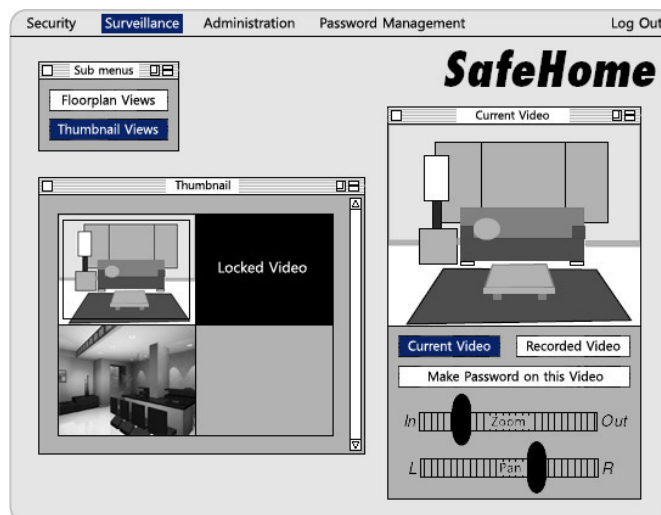 Security Surveillance Administration Password Management Log Out
SafeHome
Sub menus
Floorplan Views
Thumbnail Views
Current Video
Thumbnail
Locked Video
Current Video Recorded Video
Make Password on this Video
In Zoom Out
L Pan R